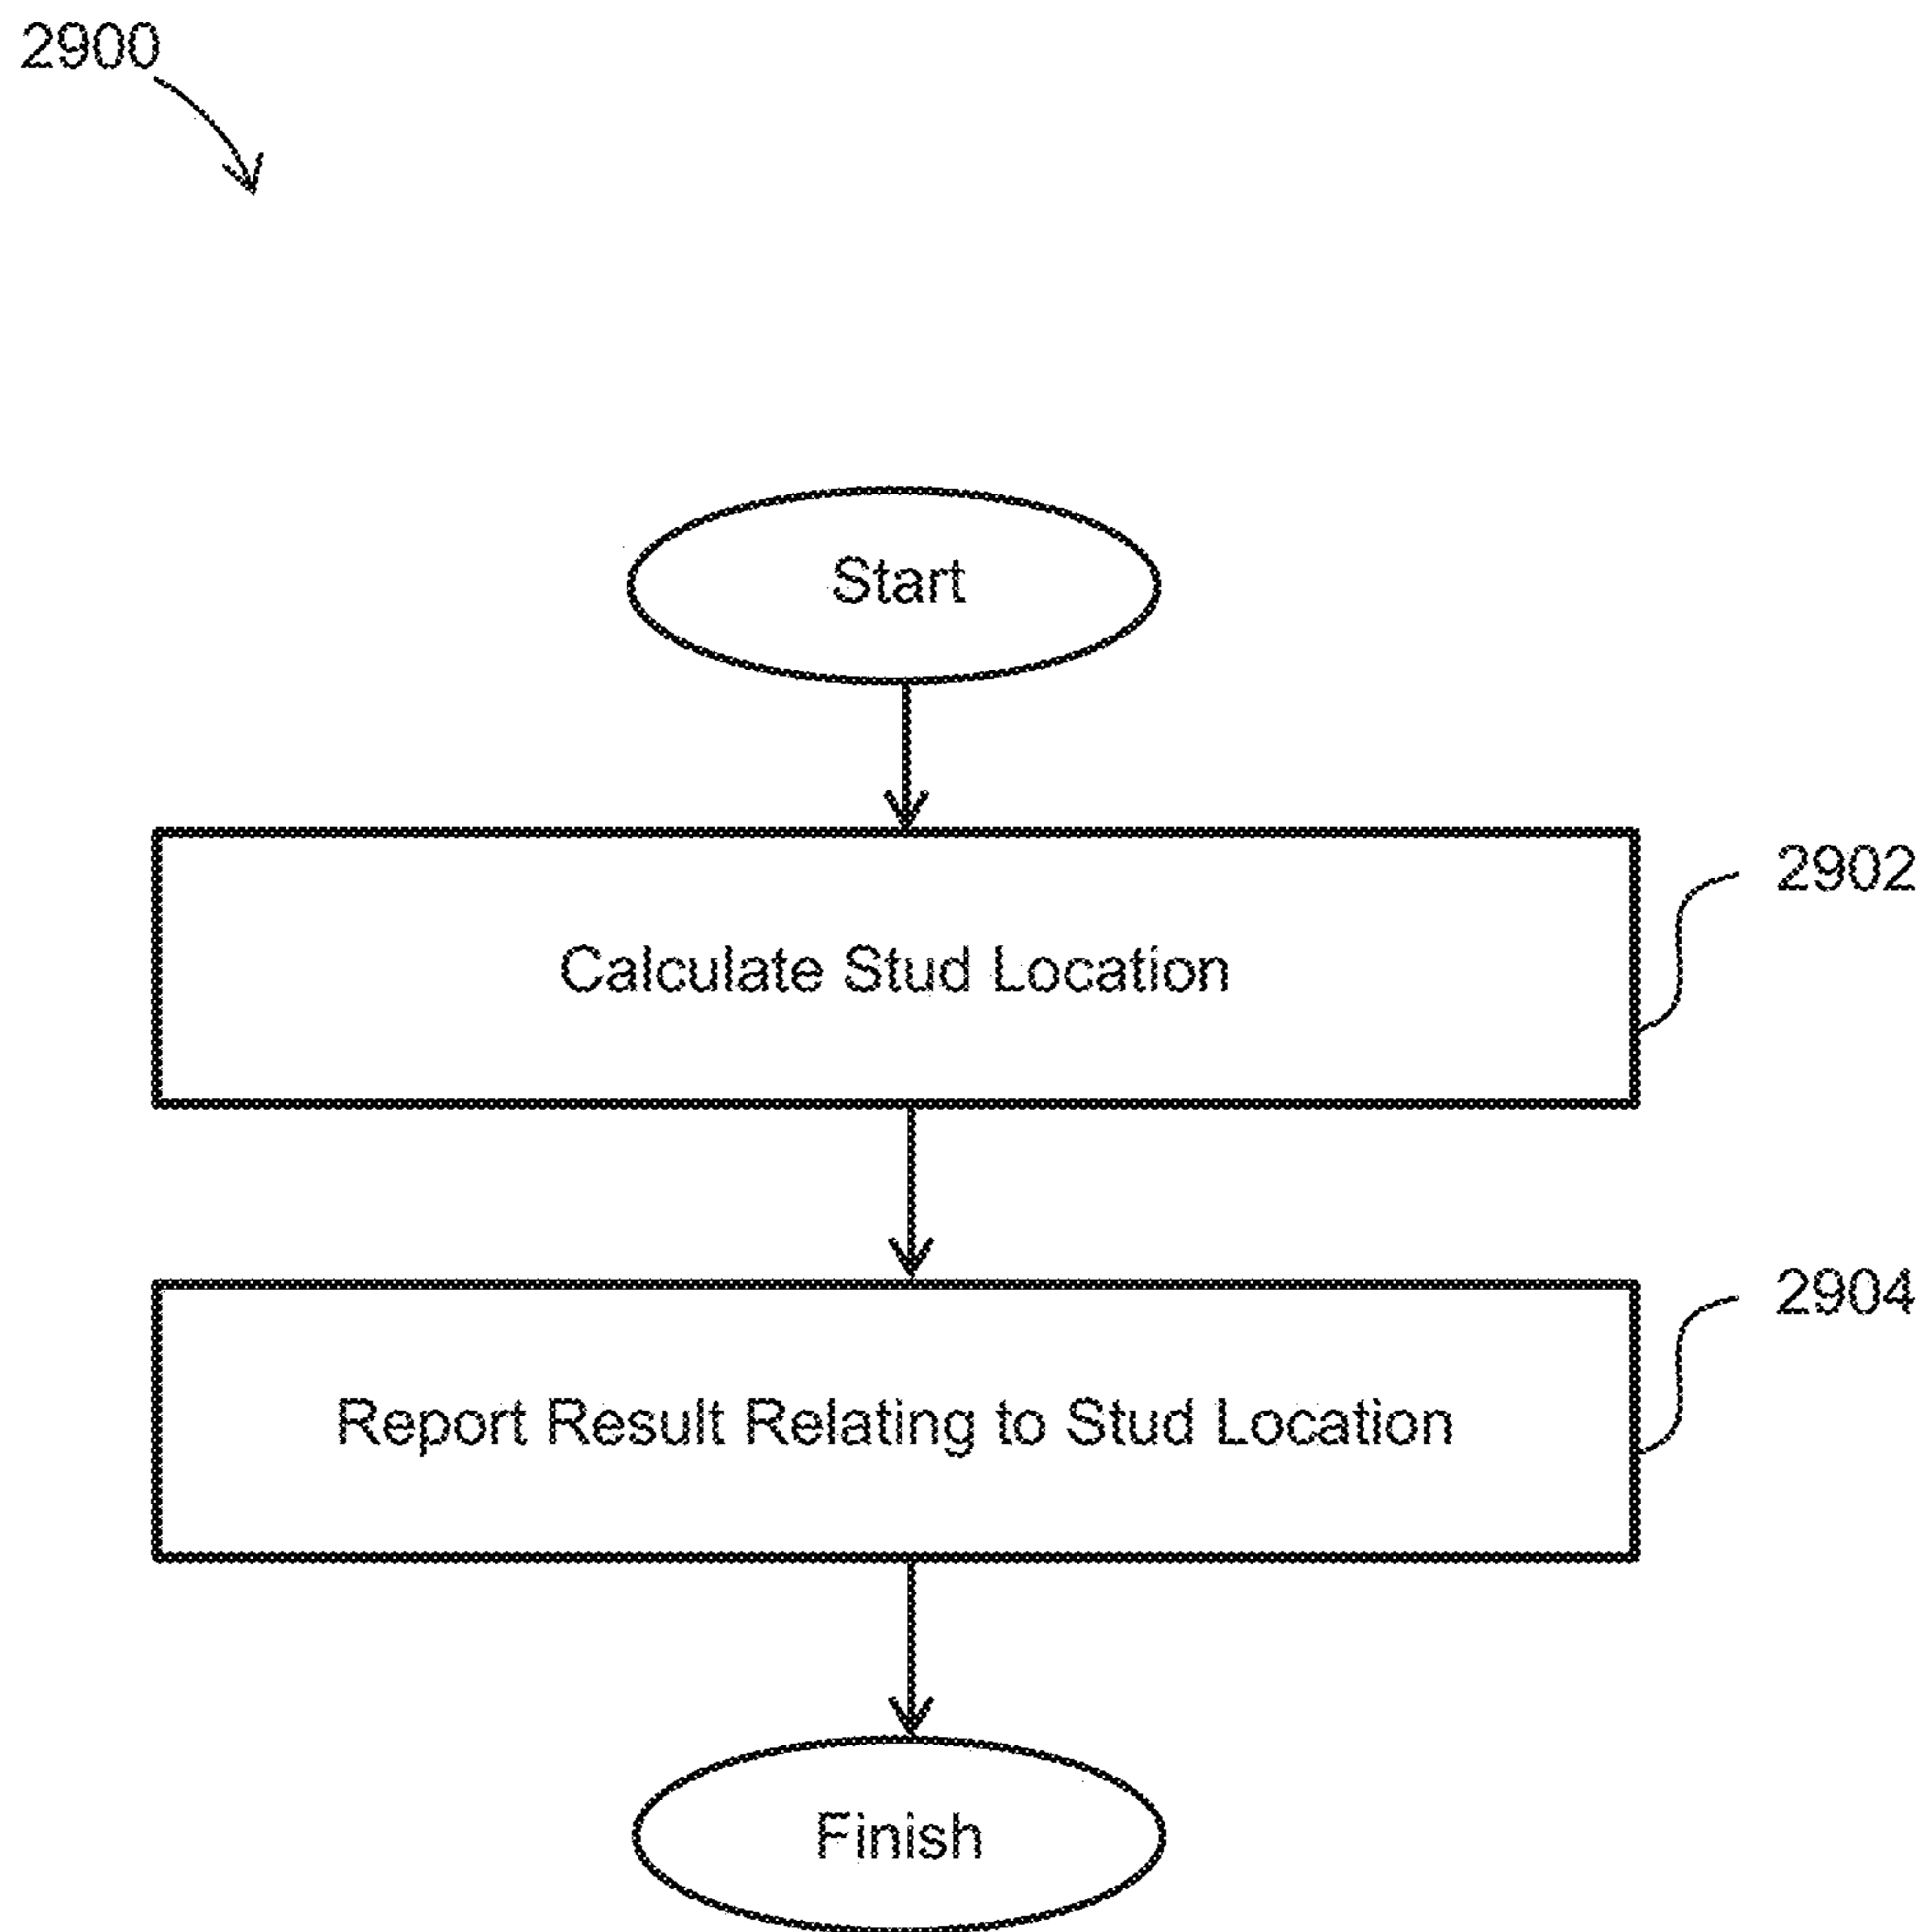 2900
Start
Calculate Stud Location
2902
Report Result Relating to Stud Location
2904
Finish